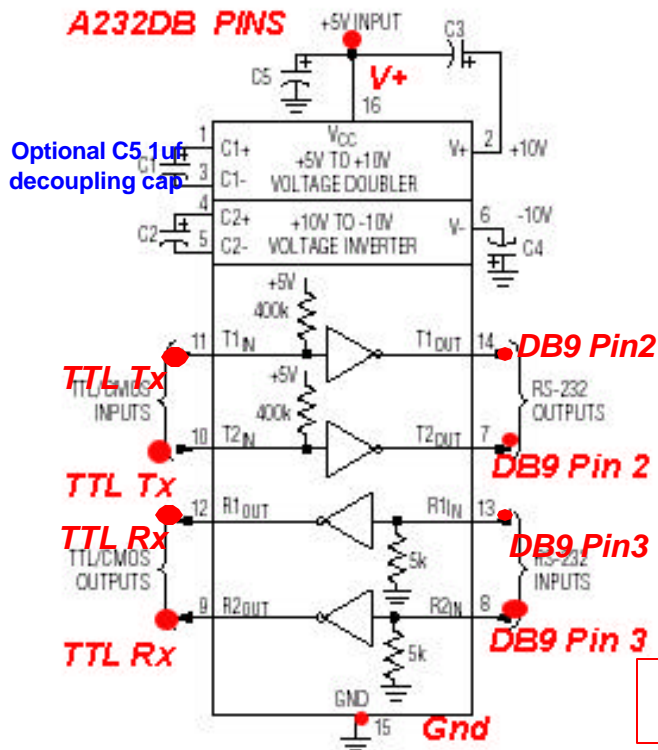 A232DB PINS
+5V INPUT
C3
C5
V+
16
1
C1+
VCC
+5V TO +10V
VOLTAGE DOUBLER
V+
2
+10V
Optional C5 1uf
decoupling cap
C1
3
C1-
4
C2+
+10V TO -10V
VOLTAGE INVERTER
V-
6
-10V
C2
5
C2-
C4
+5V
400k
11
T1IN
T1OUT
14
DB9 Pin2
TTL Tx
TTL/CMOS
INPUTS
+5V
400k
RS-232
OUTPUTS
10
T2IN
T2OUT
7
TTL Tx
DB9 Pin 2
12
R1OUT
R1IN
13
TTL Rx
DB9 Pin3
TTL/CMOS
OUTPUTS
5k
RS-232
INPUTS
9
R2OUT
R2IN
8
TTL Rx
5k
DB9 Pin 3
GND
15
Gnd